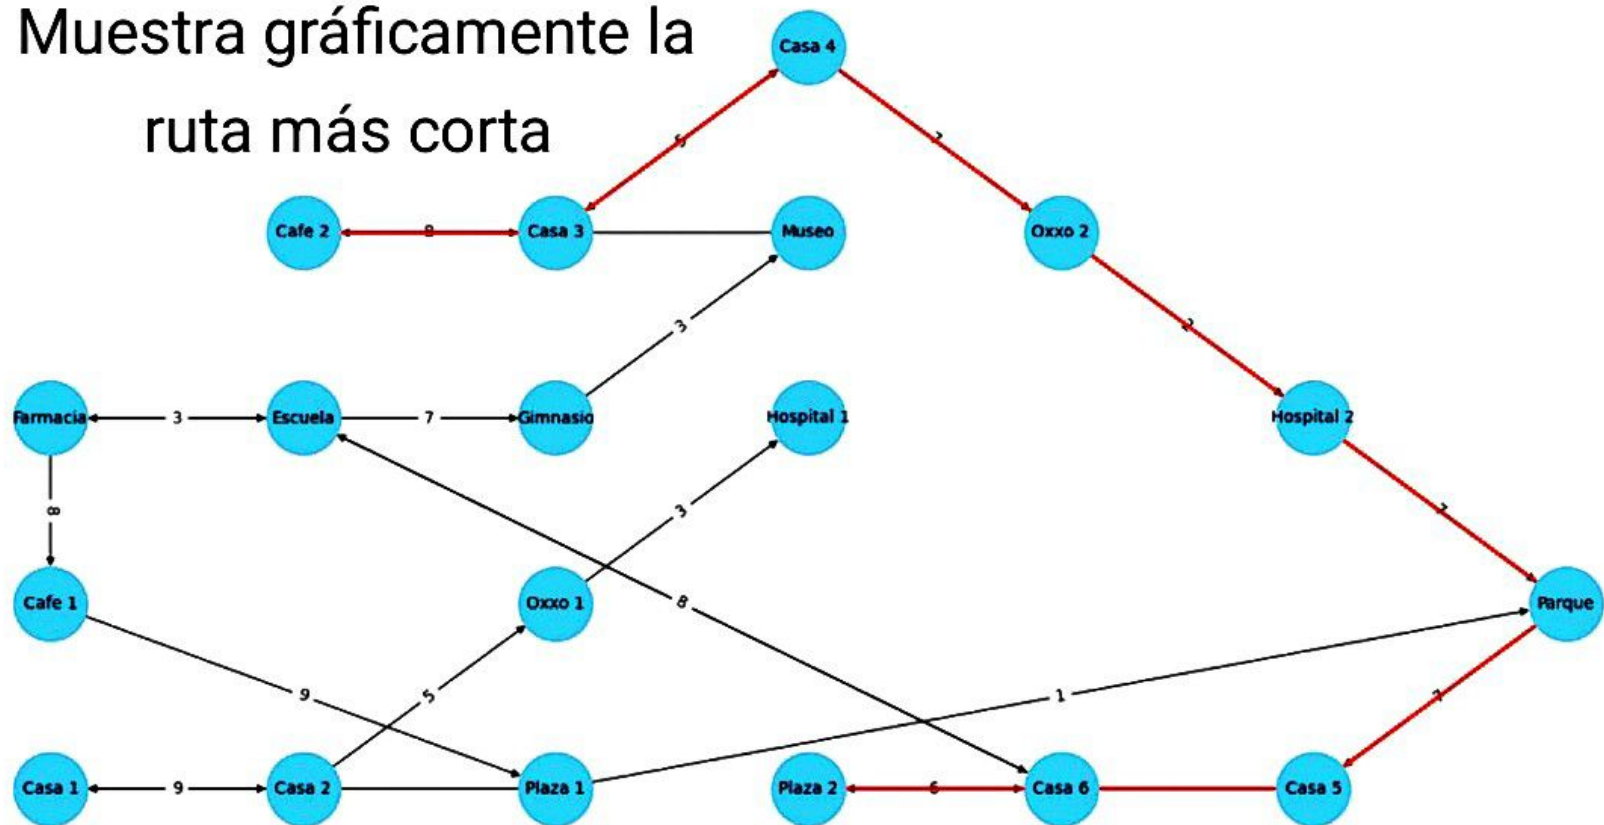 Muestra gráficamente la
ruta más corta
Casa 4
Cafe 2
8
Casa 3
Museo
Oxxo 2
3
Farmacia
3
Escuela
7
Gimnasio
Hospital 1
Hospital 2
8
3
Cafe 1
Oxxo 1
8
Parque
9
5
1
Casa 1
9
Casa 2
Plaza 1
Plaza 2
6
Casa 6
Casa 5